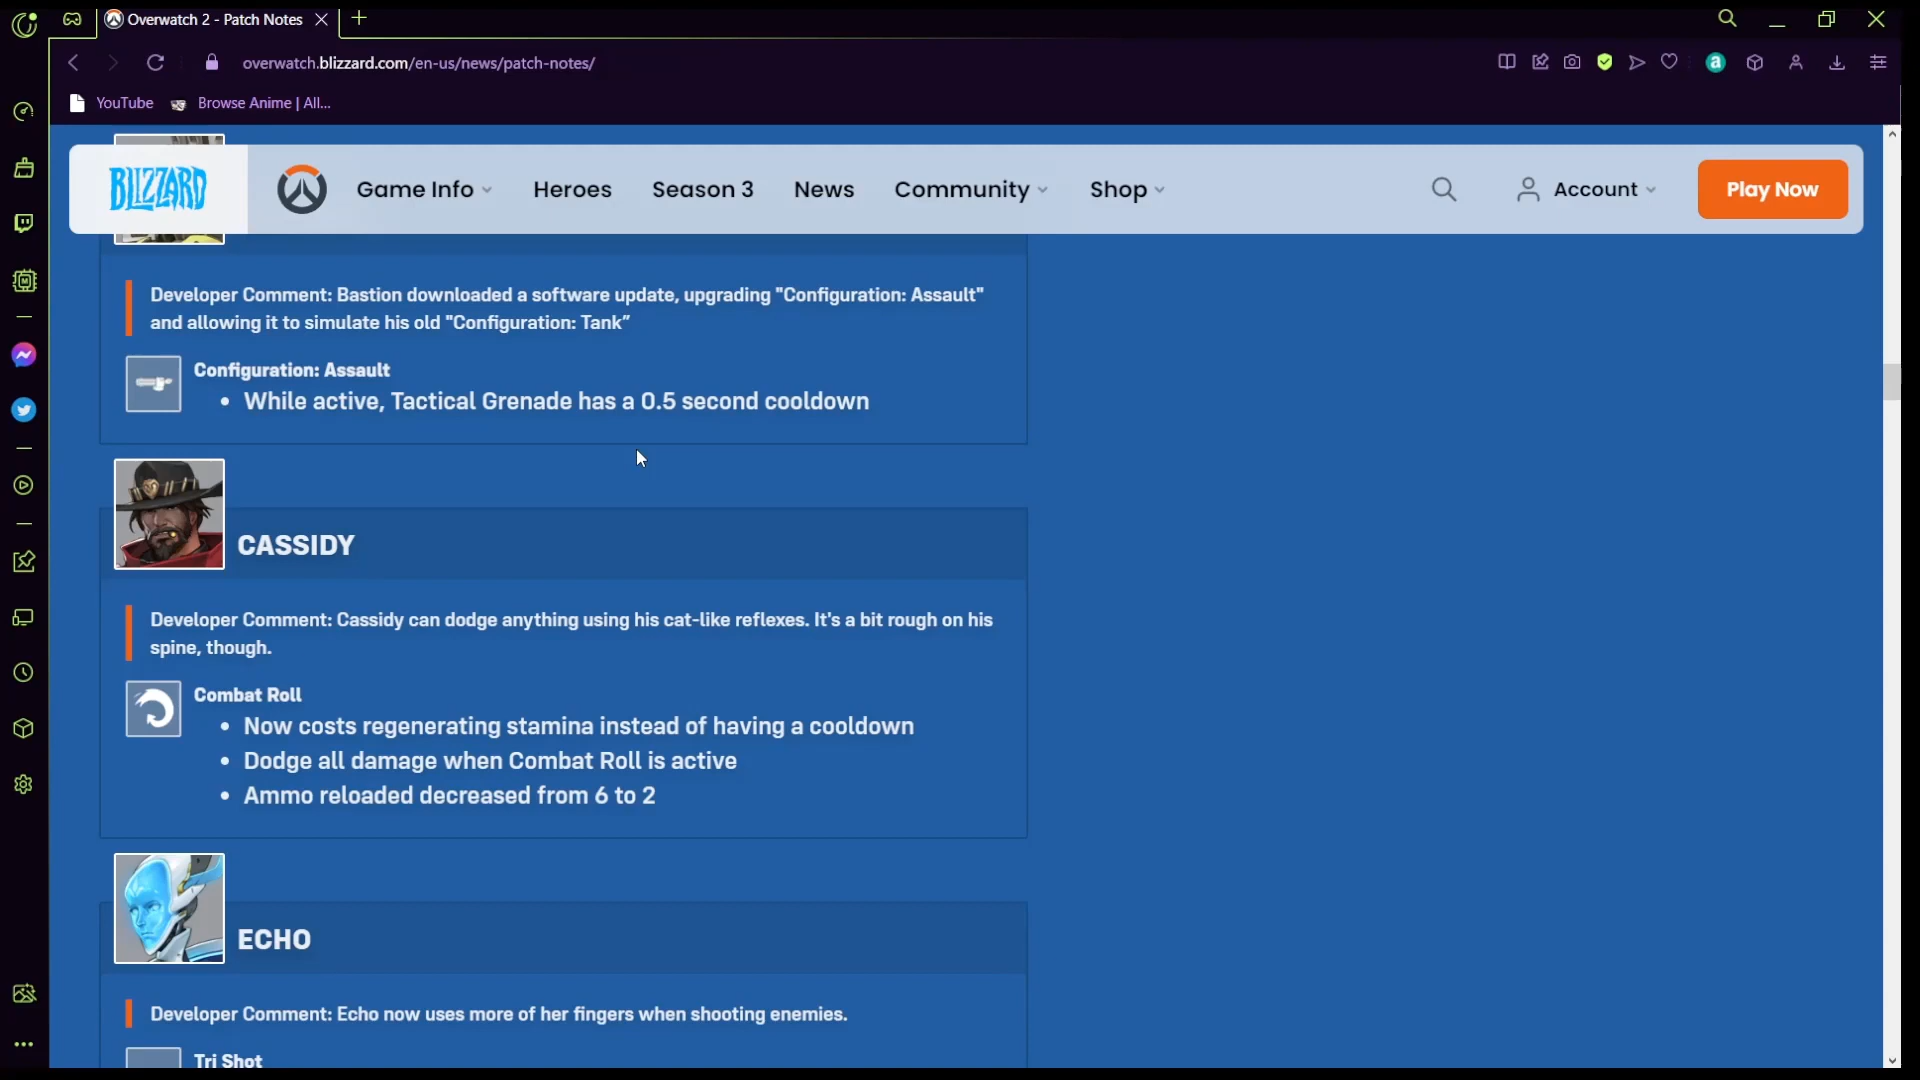 Overwatch 2 - Patch Notes
overwatch.blizzard.com/en-us/news/patch-notes/
YouTube
Browse Anime | All...
BLIZZARD
Game Info
Heroes
Season 3
News
Community
Shop
Account
Play Now
Developer Comment: Bastion downloaded a software update, upgrading "Configuration: Assault"
and allowing it to simulate his old "Configuration: Tank”
Configuration: Assault
• While active, Tactical Grenade has a 0.5 second cooldown
CASSIDY
Developer Comment: Cassidy can dodge anything using his cat-like reflexes. It's a bit rough on his
spine, though.
Combat Roll
• Now costs regenerating stamina instead of having a cooldown
• Dodge all damage when Combat Roll is active
• Ammo reloaded decreased from 6 to 2
ECHO
Developer Comment: Echo now uses more of her fingers when shooting enemies.
Tri Shot